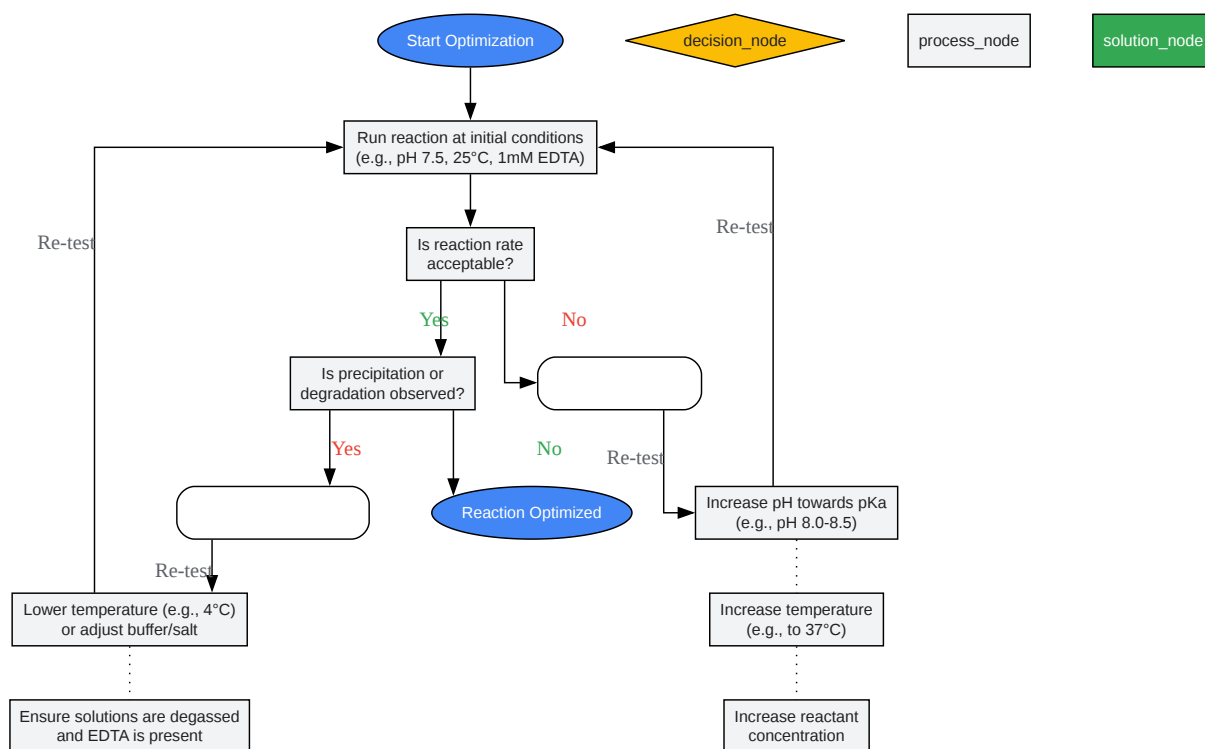 Start Optimization
decision_node
process_node
solution_node
Run reaction at initial conditions
(e.g., pH 7.5, 25°C, 1mM EDTA)
Re-test
Re-test
Is reaction rate
acceptable?
Yes
No
Is precipitation or
degradation observed?
Yes
No
Re-test
Reaction Optimized
Increase pH towards pKa
(e.g., pH 8.0-8.5)
Re-test
Lower temperature (e.g., 4°C)
or adjust buffer/salt
Increase temperature
(e.g., to 37°C)
Ensure solutions are degassed
and EDTA is present
Increase reactant
concentration